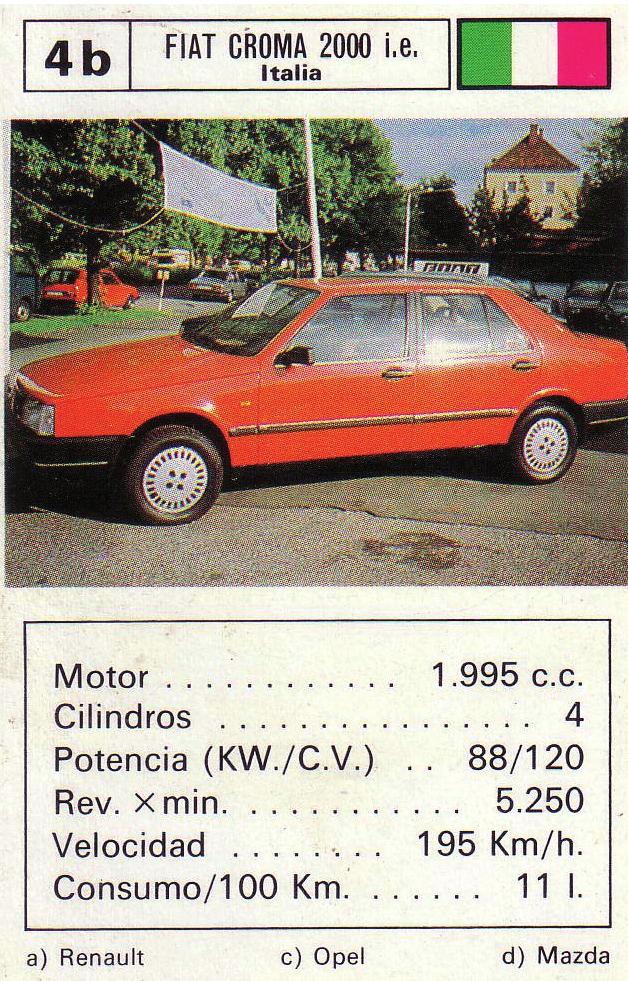 4b
FIAT CROMA 2000 i.e.
Italia
FIAT
Motor . . . . . . . . . . . . 1.995 c.c.
Cilindros . . . . . . . . . . . . . . . . 4
Potencia (KW./C.V.) . . 88/120
Rev. × min. . . . . . . . . . . . 5.250
Velocidad . . . . . . . . 195 Km/h.
Consumo/100 Km. . . . . . . 11 l.
a) Renault c) Opel d) Mazda